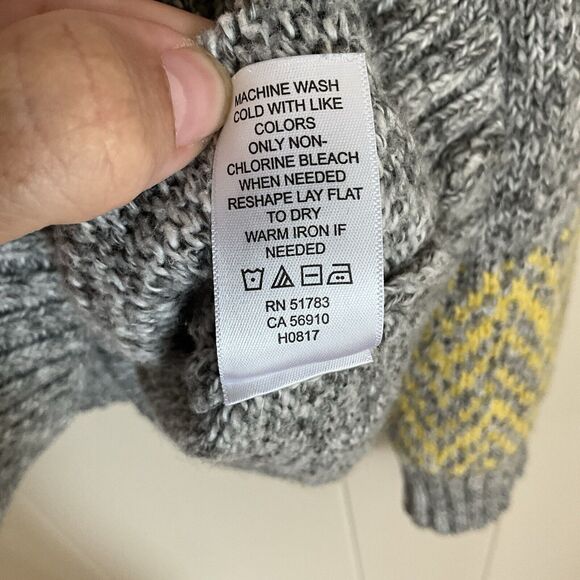 MACHINE WASH
COLD WITH LIKE
COLORS
ONLY NON-
CHLORINE BLEACH
WHEN NEEDED
RESHAPE LAY FLAT
TO DRY
WARM IRON IF
NEEDED
RN 51783
CA 56910
H0817